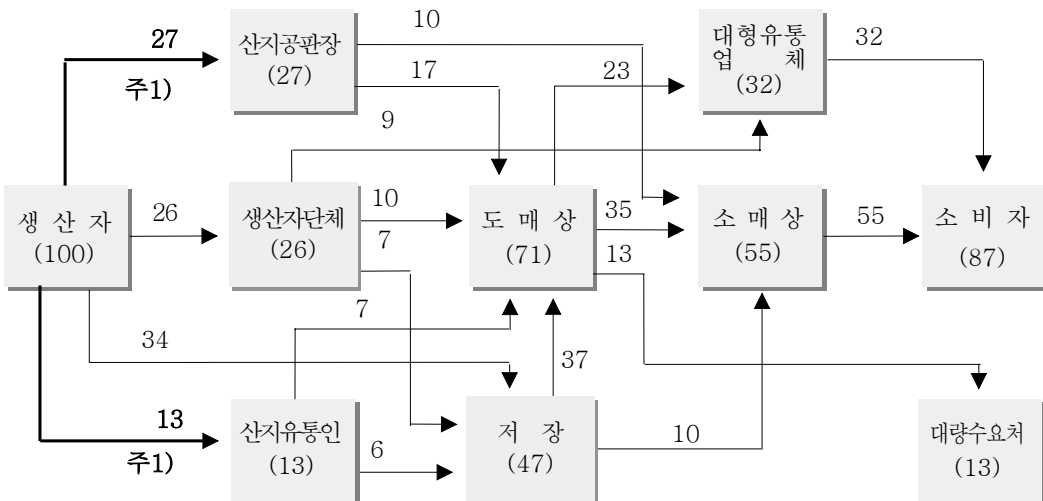 10
27
산지공판장
(27)
주1)
17
9
23
대형유통
업 체
(32)
32
생 산 자
(100)
26
생산자단체
(26)
10
7
도 매 상
(71)
35
13
소 매 상
(55)
55
소 비 자
(87)
34
7
37
13
주1)
산지유통인
(13)
6
저 장
(47)
10
대량수요처
(13)